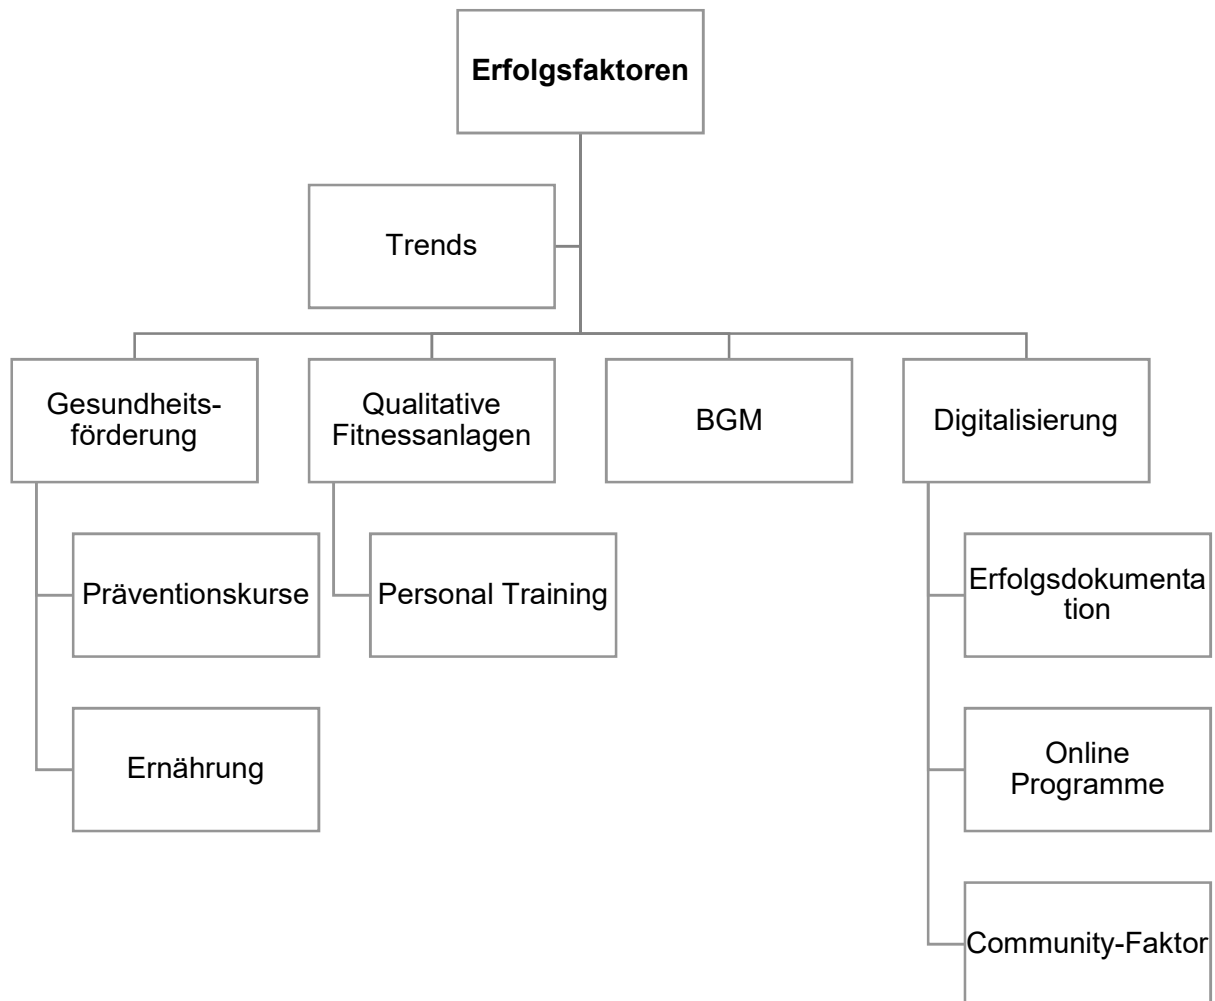 Erfolgsfaktoren
Trends
Gesundheits-
förderung
Qualitative
Fitnessanlagen
BGM
Digitalisierung
Präventionskurse
Personal Training
Erfolgsdokumenta
tion
Ernährung
Online
Programme
Community-Faktor